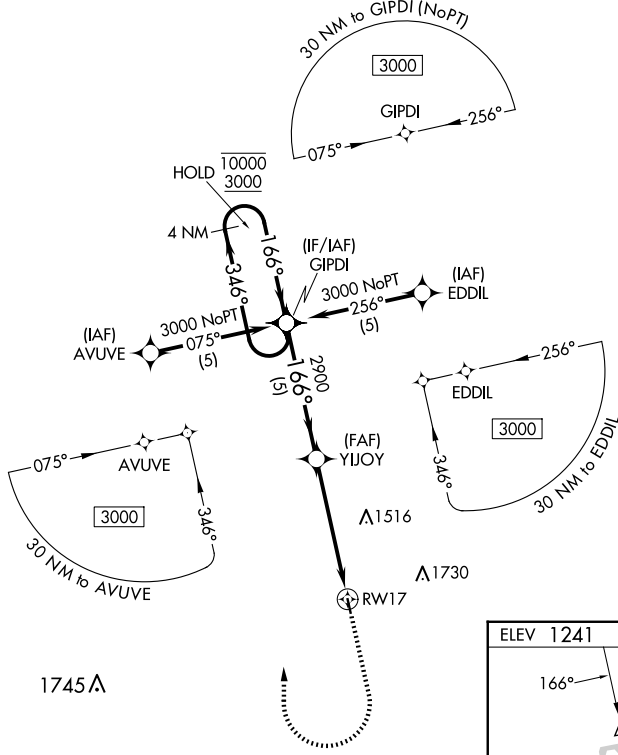 30 NM to GIPDI (NoPT)
3000
GIPDI
075°
256°
HOLD
10000
3000
4 NM
166°
346°
(IF/IAF)
GIPDI
(IAF)
EDDIL
3000 NoPT
256°
(5)
(IAF)
AVUVE
3000 NoPT
075°
(5)
2900
166°
(5)
(FAF)
YIJOY
256°
EDDIL
3000
346°
30 NM to EDDIL
075°
AVUVE
3000
346°
30 NM to AVUVE
1516
1730
RW17
1745
ELEV 1241
166°